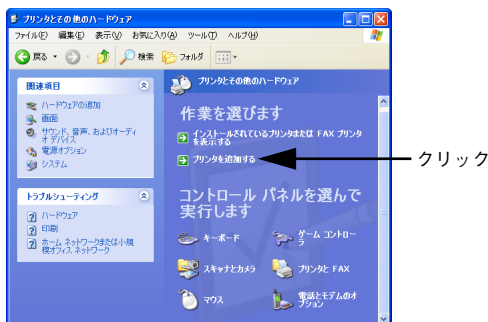 プリンタとその他のハードウェア
ファイル(F) 編集(E) 表示(V) お気に入り(A) ツール(T) ヘルプ(H)
戻る 検索 フォルダ
関連項目
ハードウェアの追加
画面
サウンド、音声、およびオーディ
オ デバイス
電源オプション
システム
トラブルシューティング
ハードウェア
印刷
ホーム ネットワークまたは小規
模オフィス ネットワーク
プリンタとその他のハードウェア
作業を選びます
インストールされているプリンタまたは FAX プリンタ
を表示する
プリンタを追加する
クリック
コントロール パネルを選んで
実行します
キーボード
ゲーム コントロー
ラ
スキャナとカメラ
プリンタと FAX
マウス
電話とモデムのオ
プション